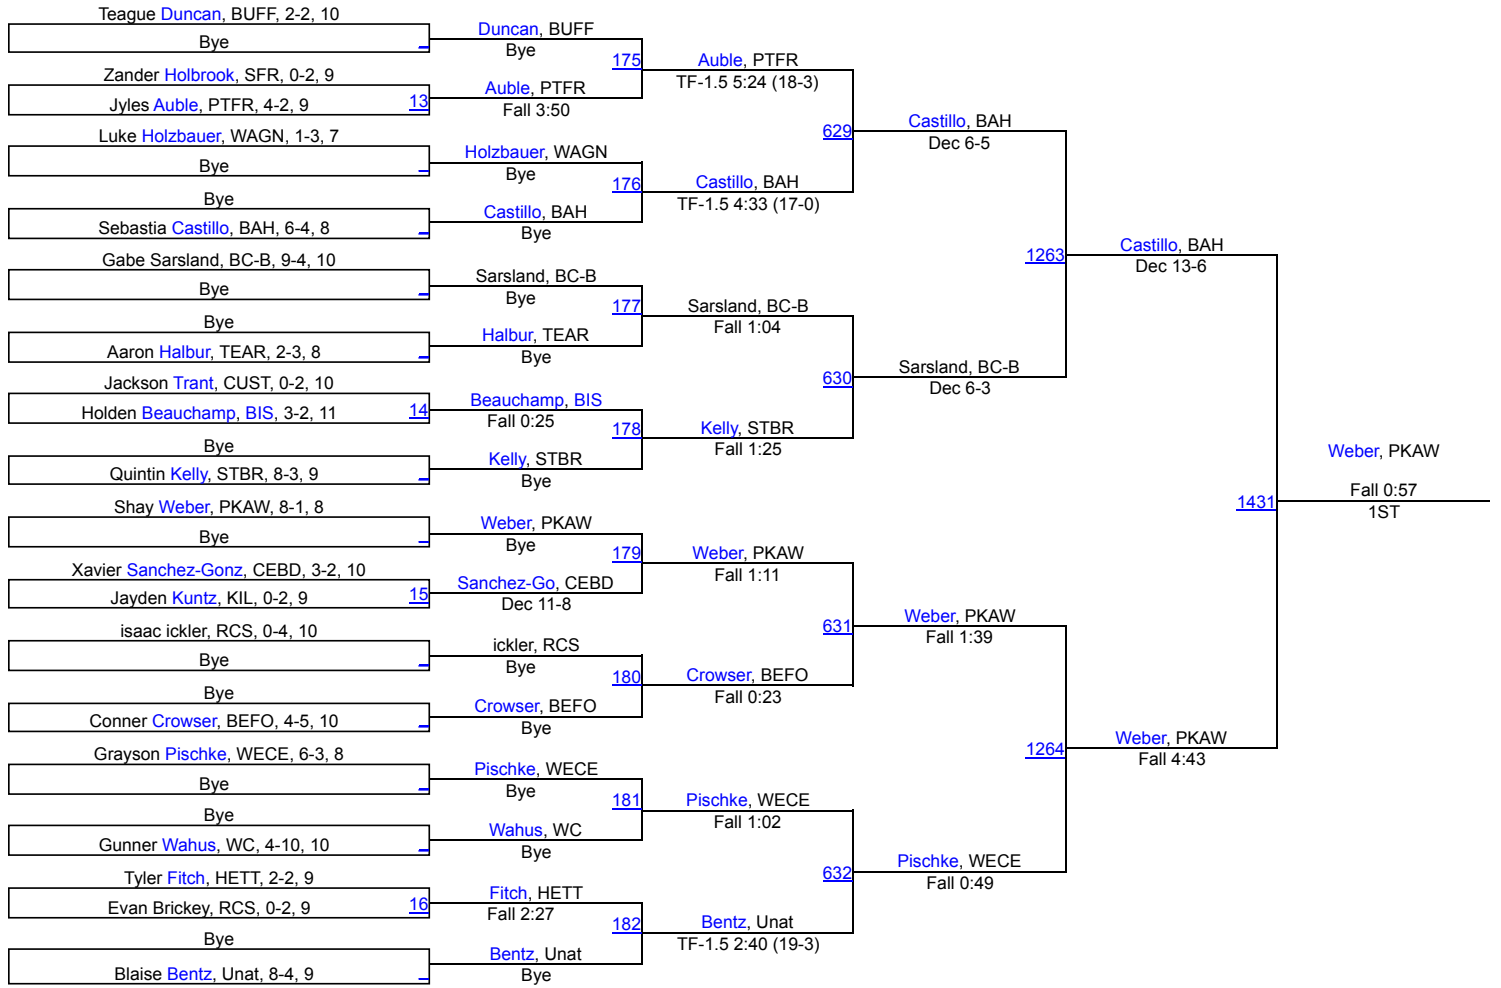 Teague Duncan, BUFF, 2-2, 10
Bye
Zander Holbrook, SFR, 0-2, 9
Jyles Auble, PTFR, 4-2, 9
13
Luke Holzbauer, WAGN, 1-3, 7
Bye
Bye
Sebastia Castillo, BAH, 6-4, 8
Gabe Sarsland, BC-B, 9-4, 10
Bye
Bye
Aaron Halbur, TEAR, 2-3, 8
Jackson Trant, CUST, 0-2, 10
Holden Beauchamp, BIS, 3-2, 11
14
Bye
Quintin Kelly, STBR, 8-3, 9
Shay Weber, PKAW, 8-1, 8
Bye
Xavier Sanchez-Gonz, CEBD, 3-2, 10
Jayden Kuntz, KIL, 0-2, 9
15
isaac ickler, RCS, 0-4, 10
Bye
Bye
Conner Crowser, BEFO, 4-5, 10
Grayson Pischke, WECE, 6-3, 8
Bye
Bye
Gunner Wahus, WC, 4-10, 10
Tyler Fitch, HETT, 2-2, 9
Evan Brickey, RCS, 0-2, 9
16
Bye
Blaise Bentz, Unat, 8-4, 9
Duncan, BUFF
Bye
175
Auble, PTFR
Fall 3:50
Holzbauer, WAGN
Bye
176
Castillo, BAH
Bye
Sarsland, BC-B
Bye
177
Halbur, TEAR
Bye
Beauchamp, BIS
Fall 0:25
178
Kelly, STBR
Bye
Weber, PKAW
Bye
179
Sanchez-Go, CEBD
Dec 11-8
ickler, RCS
Bye
180
Crowser, BEFO
Bye
Pischke, WECE
Bye
181
Wahus, WC
Bye
Fitch, HETT
Fall 2:27
182
Bentz, Unat
Bye
Auble, PTFR
TF-1.5 5:24 (18-3)
629
Castillo, BAH
TF-1.5 4:33 (17-0)
Sarsland, BC-B
Fall 1:04
630
Kelly, STBR
Fall 1:25
Weber, PKAW
Fall 1:11
631
Crowser, BEFO
Fall 0:23
Pischke, WECE
Fall 1:02
632
Bentz, Unat
TF-1.5 2:40 (19-3)
Castillo, BAH
Dec 6-5
1263
Sarsland, BC-B
Dec 6-3
Weber, PKAW
Fall 1:39
1264
Pischke, WECE
Fall 0:49
Castillo, BAH
Dec 13-6
1431
Weber, PKAW
Fall 4:43
Weber, PKAW
Fall 0:57
1ST